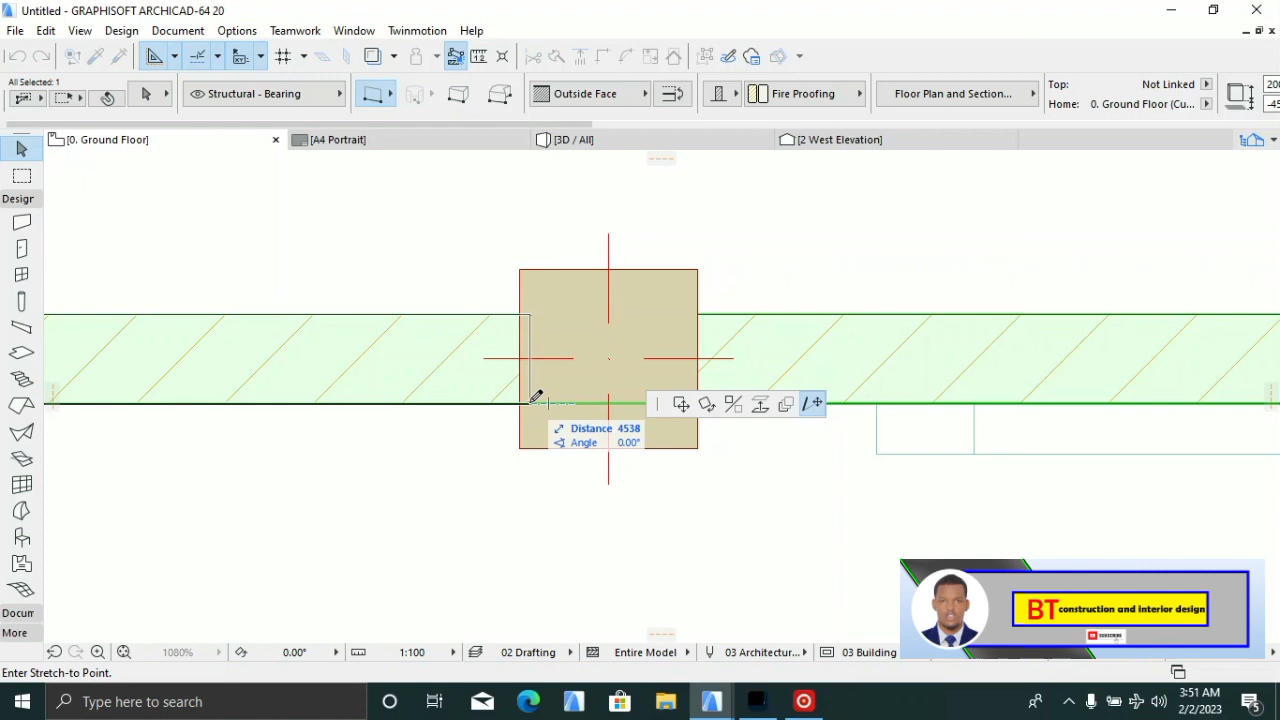 Untitled - GRAPHISOFT ARCHICAD-64 20
File Edit View Design Document Options Teamwork Window Twinmotion Help
All Selected: 1
Structural - Bearing
Outside Face
Fire Proofing
Floor Plan and Section...
Top: Not Linked
Home: 0. Ground Floor (Cu...
200
-45
[0. Ground Floor]
[A4 Portrait]
[3D / All]
[2 West Elevation]
Design
Distance 4538
Angle 0.00°
Docum
More
BT construction and interior design
SUBSCRIBE
1080%
0.00°
1:100
02 Drafting
Entire Model
03 Architectur...
03 Building
Enter Stretch-to Point.
Type here to search
3:51 AM
2/2/2023
5